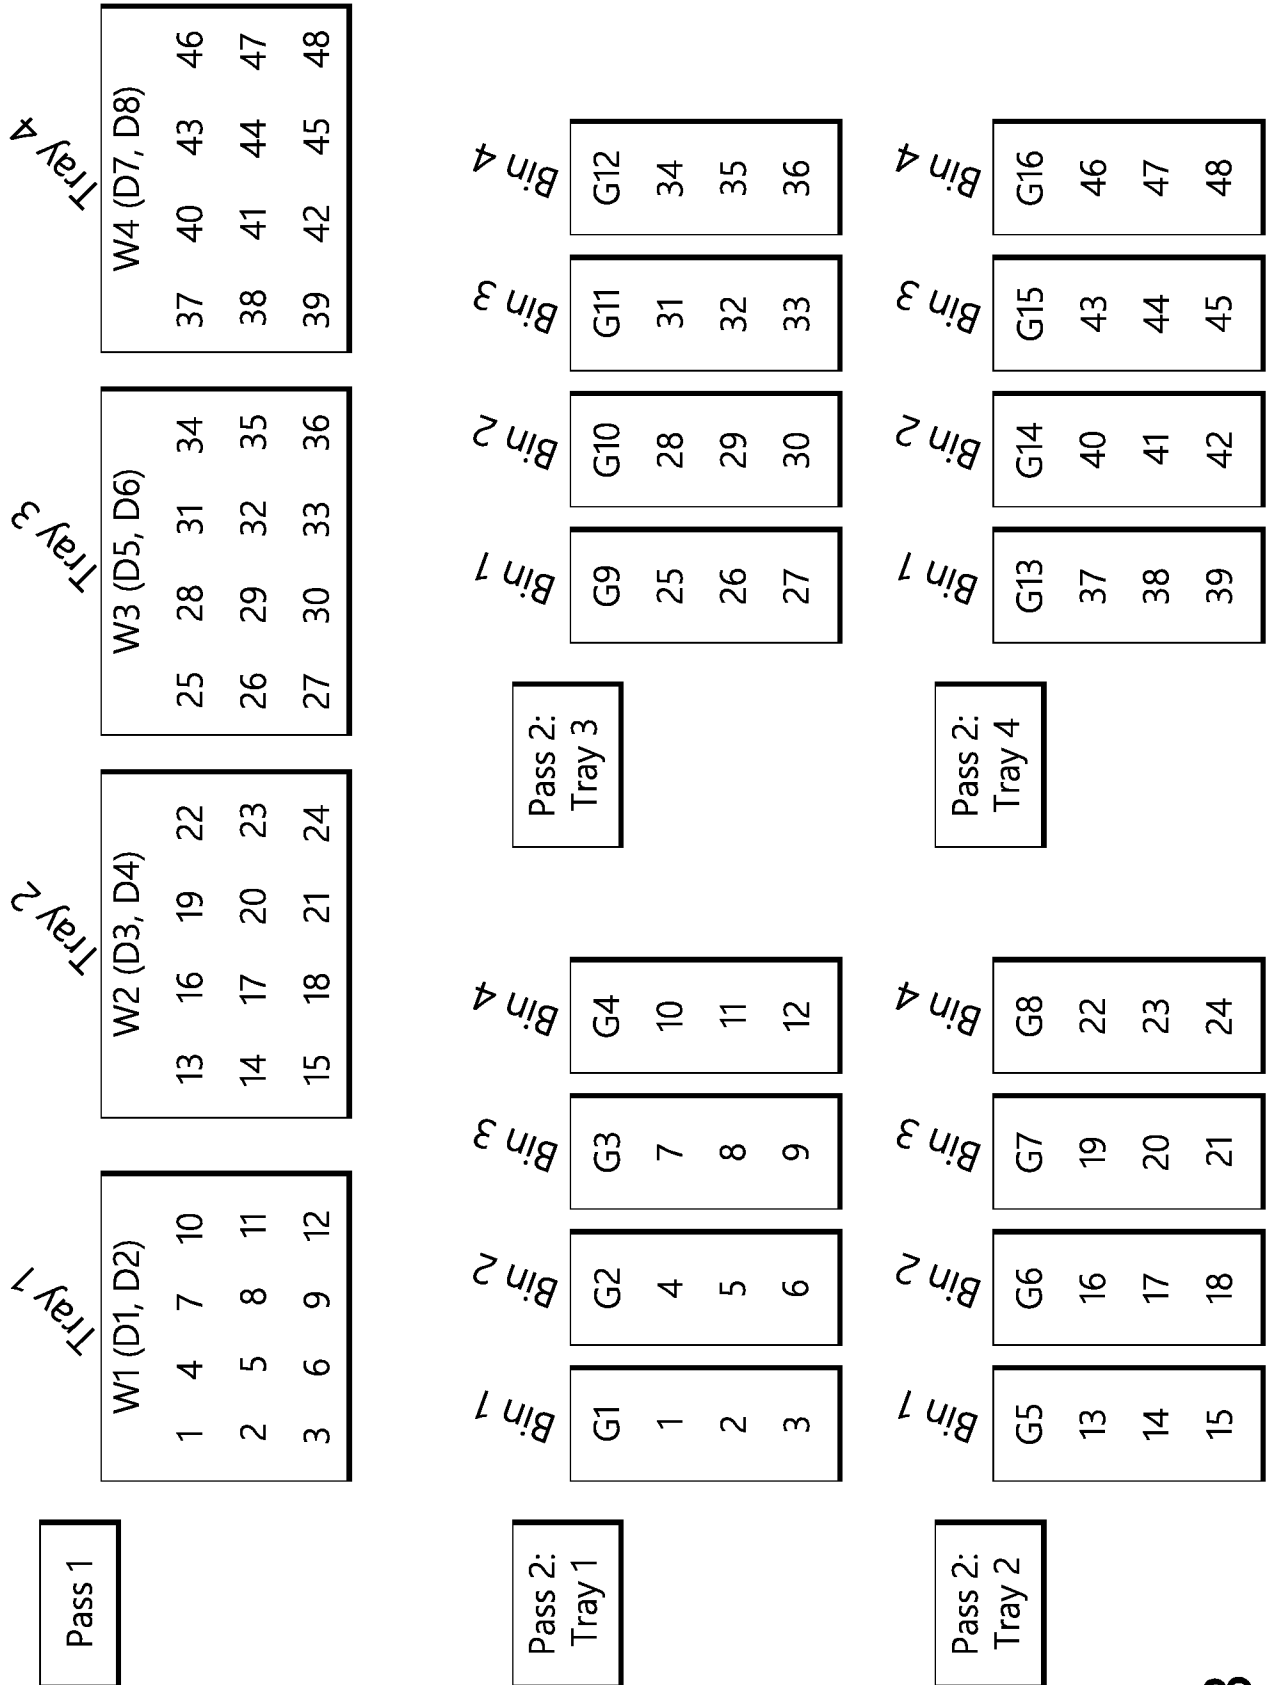 Pass 1
Tray 1
W1 (D1, D2)
1 4 7 10
2 5 8 11
3 6 9 12
Tray 2
W2 (D3, D4)
13 16 19 22
14 17 20 23
15 18 21 24
Tray 3
W3 (D5, D6)
25 28 31 34
26 29 32 35
27 30 33 36
Tray 4
W4 (D7, D8)
37 40 43 46
38 41 44 47
39 42 45 48
Pass 2:
Tray 1
Bin 1
G1
1
2
3
Bin 2
G2
4
5
6
Bin 3
G3
7
8
9
Bin 4
G4
10
11
12
Pass 2:
Tray 3
Bin 1
G9
25
26
27
Bin 2
G10
28
29
30
Bin 3
G11
31
32
33
Bin 4
G12
34
35
36
Pass 2:
Tray 2
Bin 1
G5
13
14
15
Bin 2
G6
16
17
18
Bin 3
G7
19
20
21
Bin 4
G8
22
23
24
Pass 2:
Tray 4
Bin 1
G13
37
38
39
Bin 2
G14
40
41
42
Bin 3
G15
43
44
45
Bin 4
G16
46
47
48